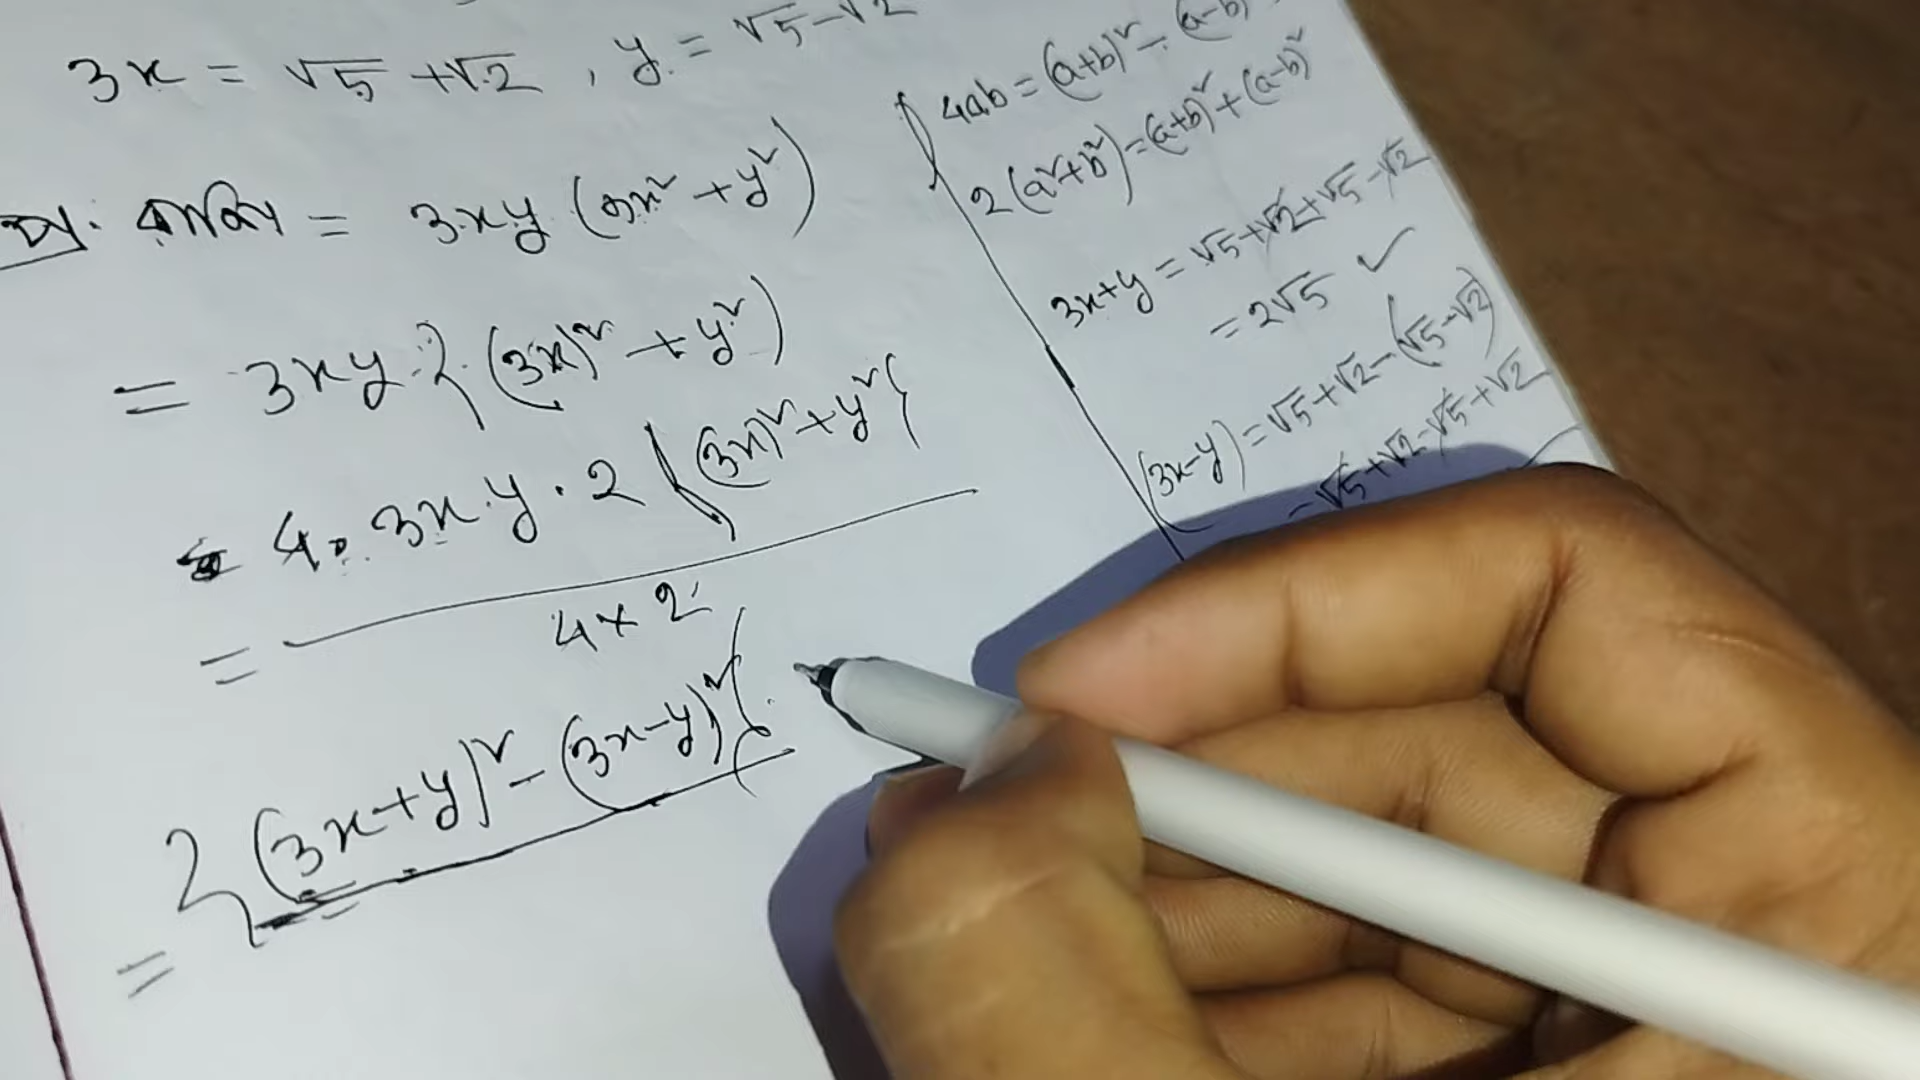 3x = √5 + √2 , y = √5 - √2
রাশি = 3xy (9x² + y²)
= 3xy { (3x)² + y² )
4. 3x.y . 2 { (3x)² + y² }
=
4 × 2
{ (3x+y)² - (3x-y)² }
=
4ab = (a+b)² - (a-b)
2(a²+b²) = (a+b)² + (a-b)²
3x+y = √5+√2+√5-√2
= 2√5 ✓
(3x-y) = √5+√2-(√5-√2)
= √5+√2-√5+√2